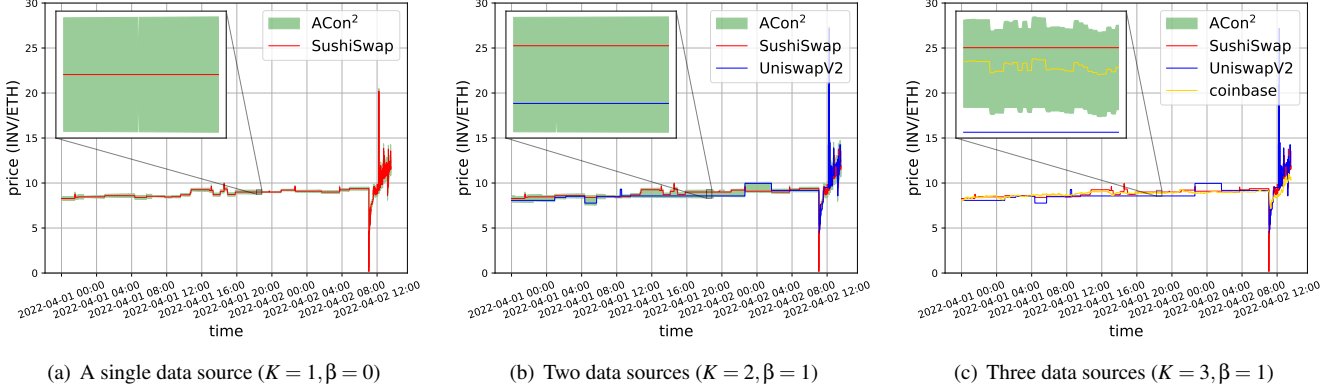 30
25
20
15
10
5
0
price (INV/ETH)
ACon²
SushiSwap
2022-04-01 00:00
2022-04-01 04:00
2022-04-01 08:00
2022-04-01 12:00
2022-04-01 16:00
2022-04-01 20:00
2022-04-02 00:00
2022-04-02 04:00
2022-04-02 08:00
2022-04-02 12:00
time
(a) A single data source (K = 1, β = 0)
30
25
20
15
10
5
0
price (INV/ETH)
ACon²
SushiSwap
UniswapV2
2022-04-01 00:00
2022-04-01 04:00
2022-04-01 08:00
2022-04-01 12:00
2022-04-01 16:00
2022-04-01 20:00
2022-04-02 00:00
2022-04-02 04:00
2022-04-02 08:00
2022-04-02 12:00
time
(b) Two data sources (K = 2, β = 1)
30
25
20
15
10
5
0
price (INV/ETH)
ACon²
SushiSwap
UniswapV2
coinbase
2022-04-01 00:00
2022-04-01 04:00
2022-04-01 08:00
2022-04-01 12:00
2022-04-01 16:00
2022-04-01 20:00
2022-04-02 00:00
2022-04-02 04:00
2022-04-02 08:00
2022-04-02 12:00
time
(c) Three data sources (K = 3, β = 1)